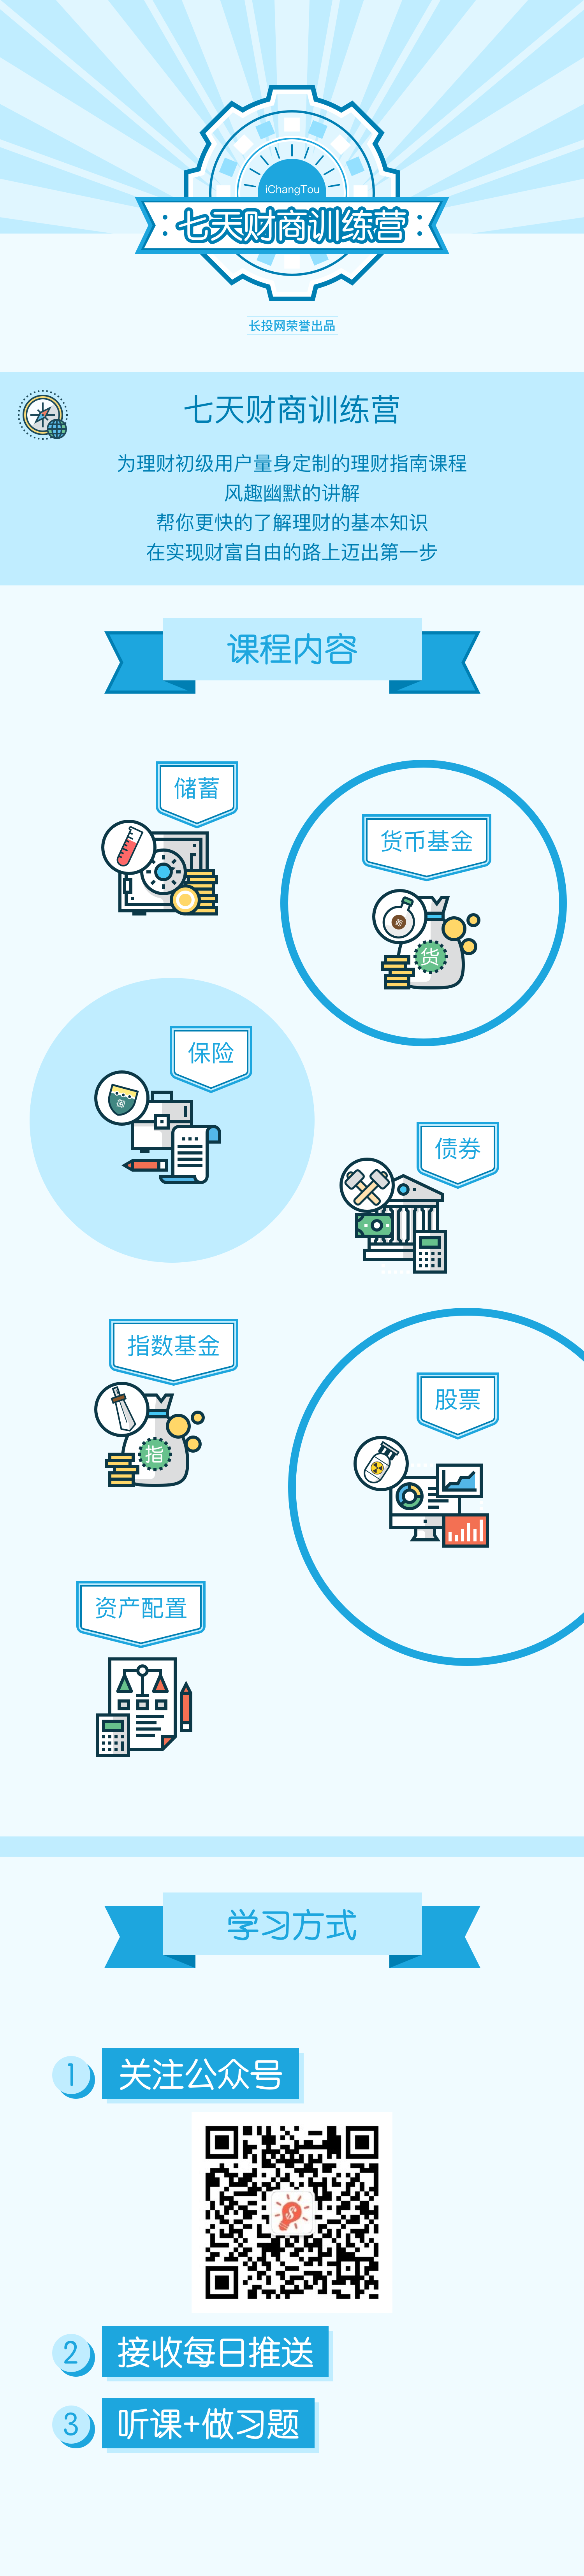 iChangTou
七天财商训练营
长投网荣誉出品
七天财商训练营
为理财初级用户量身定制的理财指南课程
风趣幽默的讲解
帮你更快的了解理财的基本知识
在实现财富自由的路上迈出第一步
课程内容
储蓄
货币基金
药
货
保险
御
债券
指数基金
指
股票
资产配置
学习方式
1 关注公众号
2 接收每日推送
3 听课+做习题